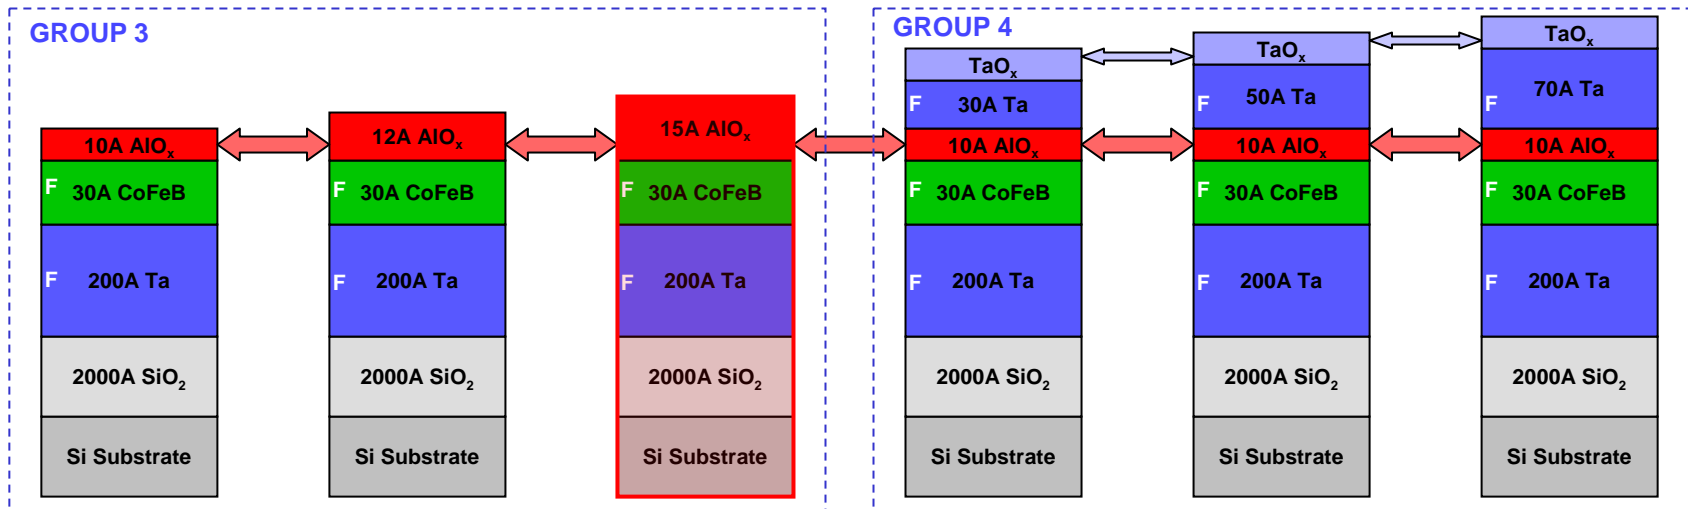 GROUP 3
10A AlOx
F 30A CoFeB
F 200A Ta
2000A SiO2
Si Substrate
12A AlOx
F 30A CoFeB
200A Ta
2000A SiO2
Si Substrate
15A AlOx
F 30A CoFeB
F 200A Ta
2000A SiO2
Si Substrate
GROUP 4
TaOx
F 30A Ta
10A AlOx
F 30A CoFeB
F 200A Ta
2000A SiO2
Si Substrate
TaOx
F 50A Ta
10A AlOx
F 30A CoFeB
F 200A Ta
2000A SiO2
Si Substrate
TaOx
F 70A Ta
10A AlOx
F 30A CoFeB
F 200A Ta
2000A SiO2
Si Substrate